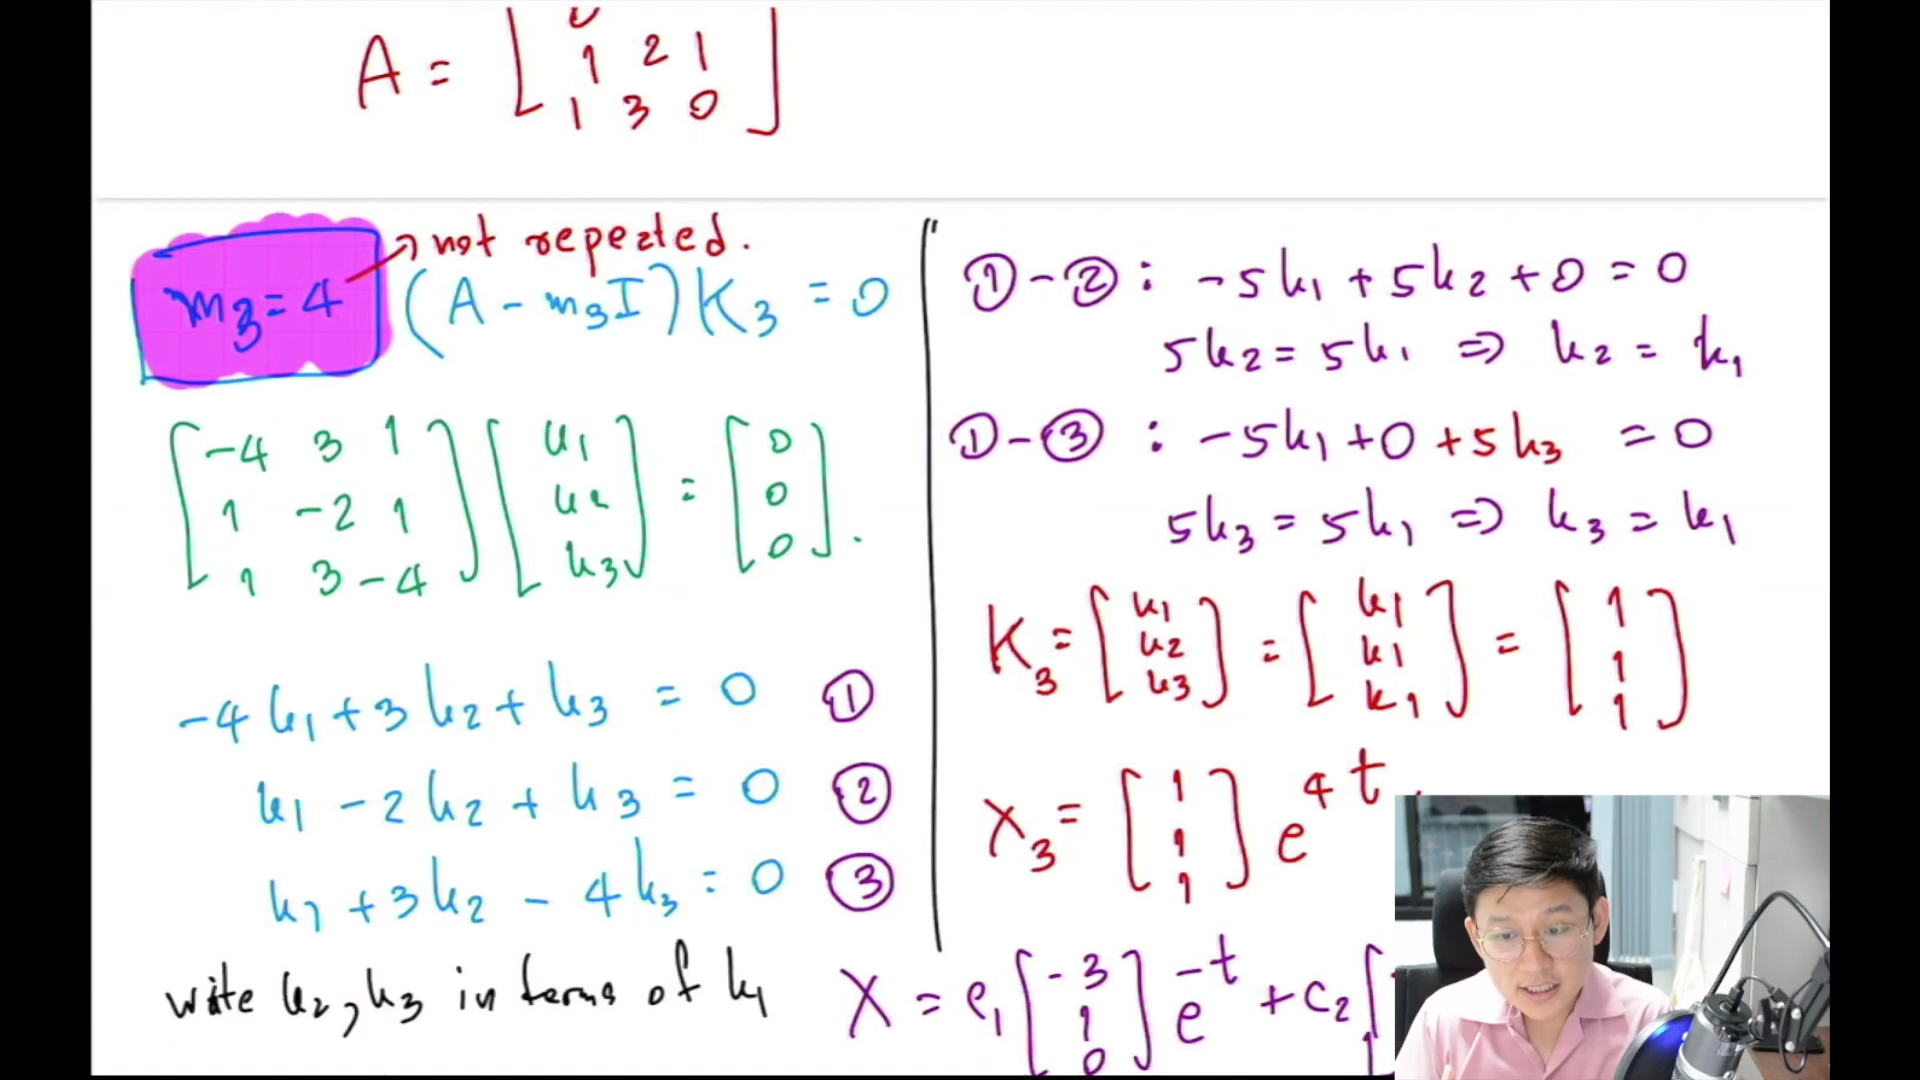 A = [ 1 2 1
1 3 0 ]
m3 = 4 → not repeated.
(A - m3I)K3 = 0
[ -4 3 1 ] [ k1 ] = [ 0 ]
[ 1 -2 1 ] [ k2 ] [ 0 ]
[ 1 3 -4 ] [ k3 ] [ 0 ].
-4k1 + 3k2 + k3 = 0 ①
k1 - 2k2 + k3 = 0 ②
k1 + 3k2 - 4k3 = 0 ③
write k2, k3 in terms of k1
① - ② : -5k1 + 5k2 + 0 = 0
5k2 = 5k1 ⇒ k2 = k1
① - ③ : -5k1 + 0 + 5k3 = 0
5k3 = 5k1 ⇒ k3 = k1
K3 = [ k1 ] = [ k1 ] = [ 1 ]
[ k2 ] [ k1 ] [ 1 ]
[ k3 ] [ k1 ] [ 1 ]
X3 = [ 1 1 1 ] e^4t
X = c1 [ -3 1 0 ] e^-t + c2 [